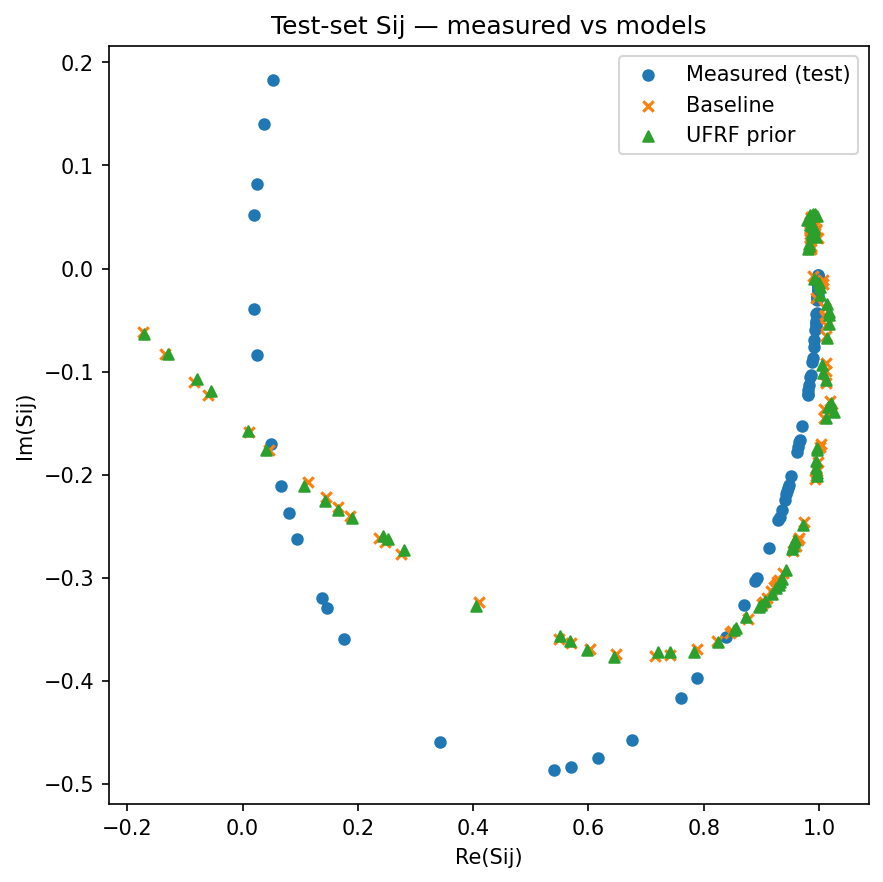 Test-set Sij — measured vs models
Measured (test)
Baseline
UFRF prior
0.2
0.1
0.0
−0.1
−0.2
−0.3
−0.4
−0.5
Im(Sij)
−0.2
0.0
0.2
0.4
0.6
0.8
1.0
Re(Sij)